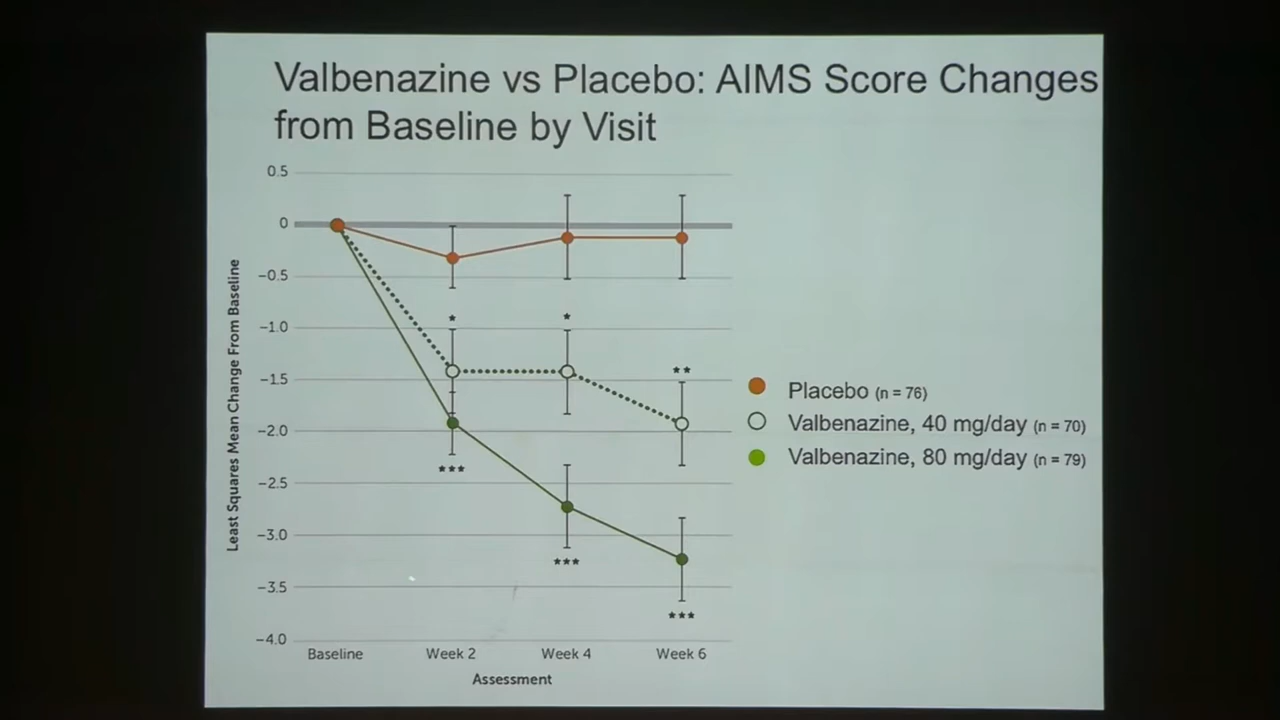 Valbenazine vs Placebo: AIMS Score Changes
from Baseline by Visit
Least Squares Mean Change From Baseline
0.5
0
−0.5
−1.0
−1.5
−2.0
−2.5
−3.0
−3.5
−4.0
*
*
**
***
***
***
Placebo (n = 76)
Valbenazine, 40 mg/day (n = 70)
Valbenazine, 80 mg/day (n = 79)
Baseline
Week 2
Week 4
Week 6
Assessment